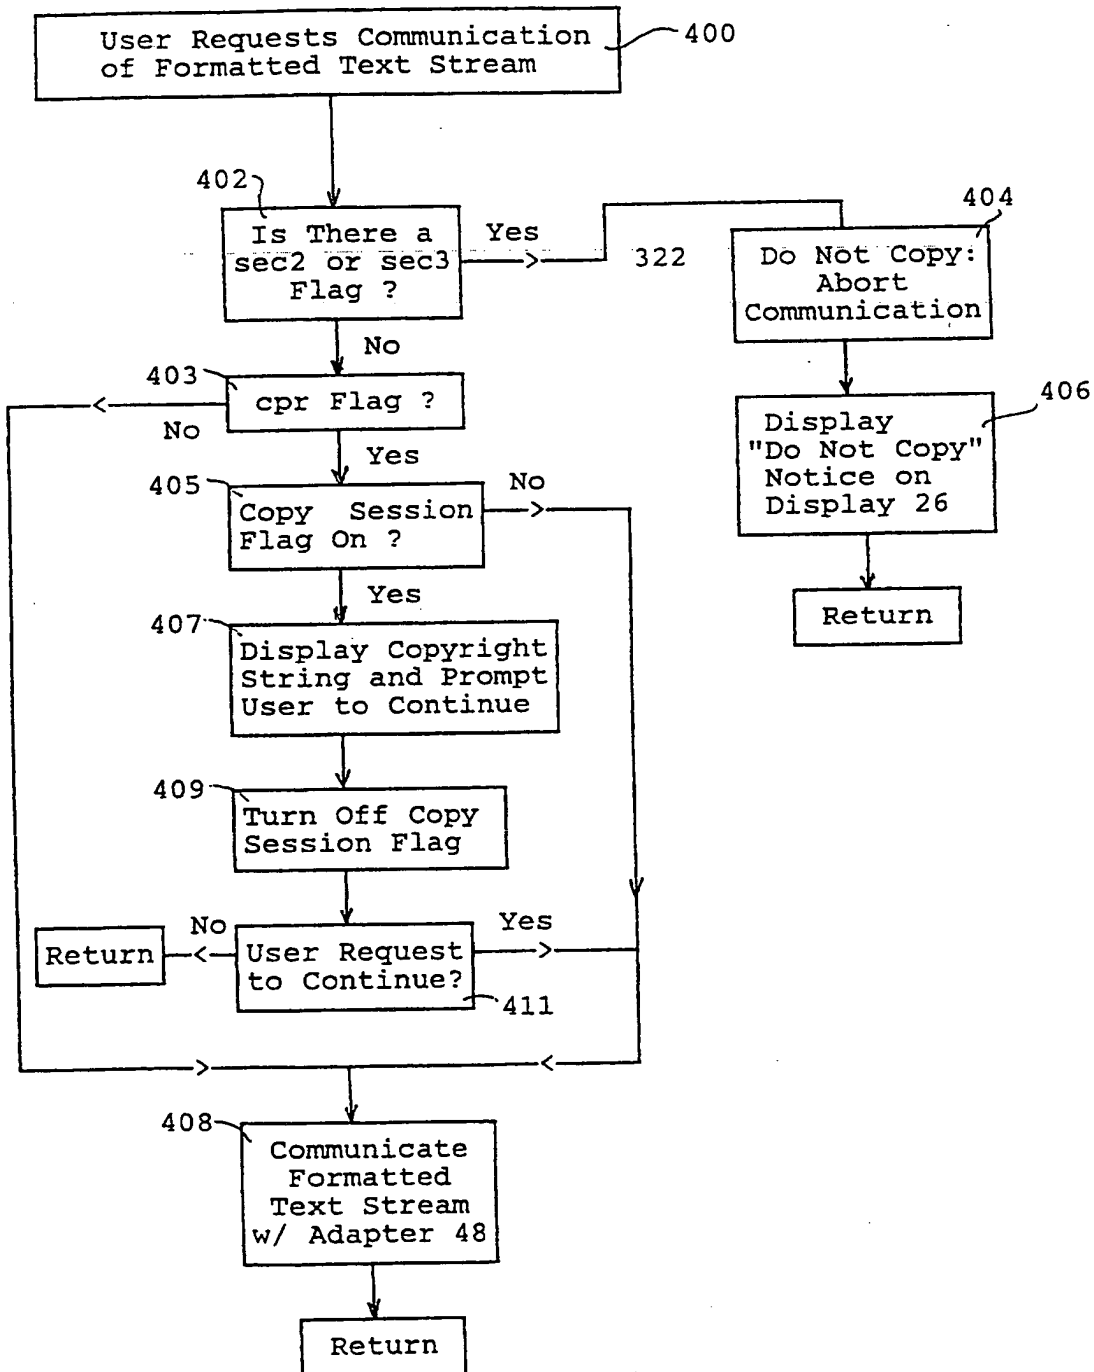 User Requests Communication
of Formatted Text Stream
400
402
Is There a
sec2 or sec3
Flag ?
Yes
322
404
Do Not Copy:
Abort
Communication
No
403
cpr Flag ?
No
Yes
406
Display
"Do Not Copy"
Notice on
Display 26
405
Copy Session
Flag On ?
No
Yes
Return
407
Display Copyright
String and Prompt
User to Continue
409
Turn Off Copy
Session Flag
Return
No
User Request
to Continue?
Yes
411
408
Communicate
Formatted
Text Stream
w/ Adapter 48
Return